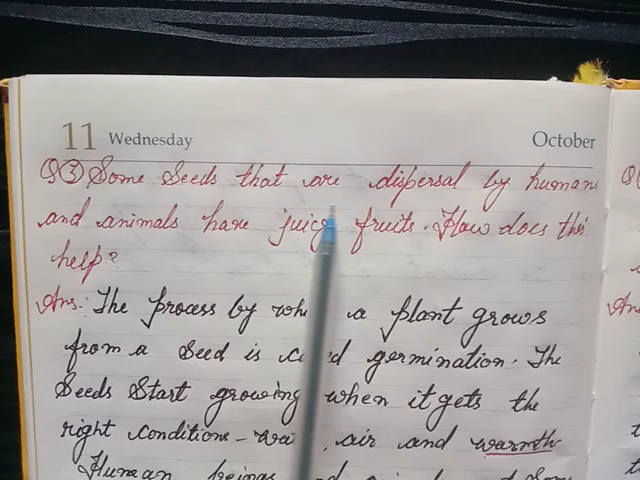 11 Wednesday October
Q③ Some Seeds that are dispersal by humans
and animals have juicy fruits. How does this
help?
Ans: The process by a plant grows
from a seed is germination. The
Seeds Start growing when it gets the
right conditions - air and warmth
Human